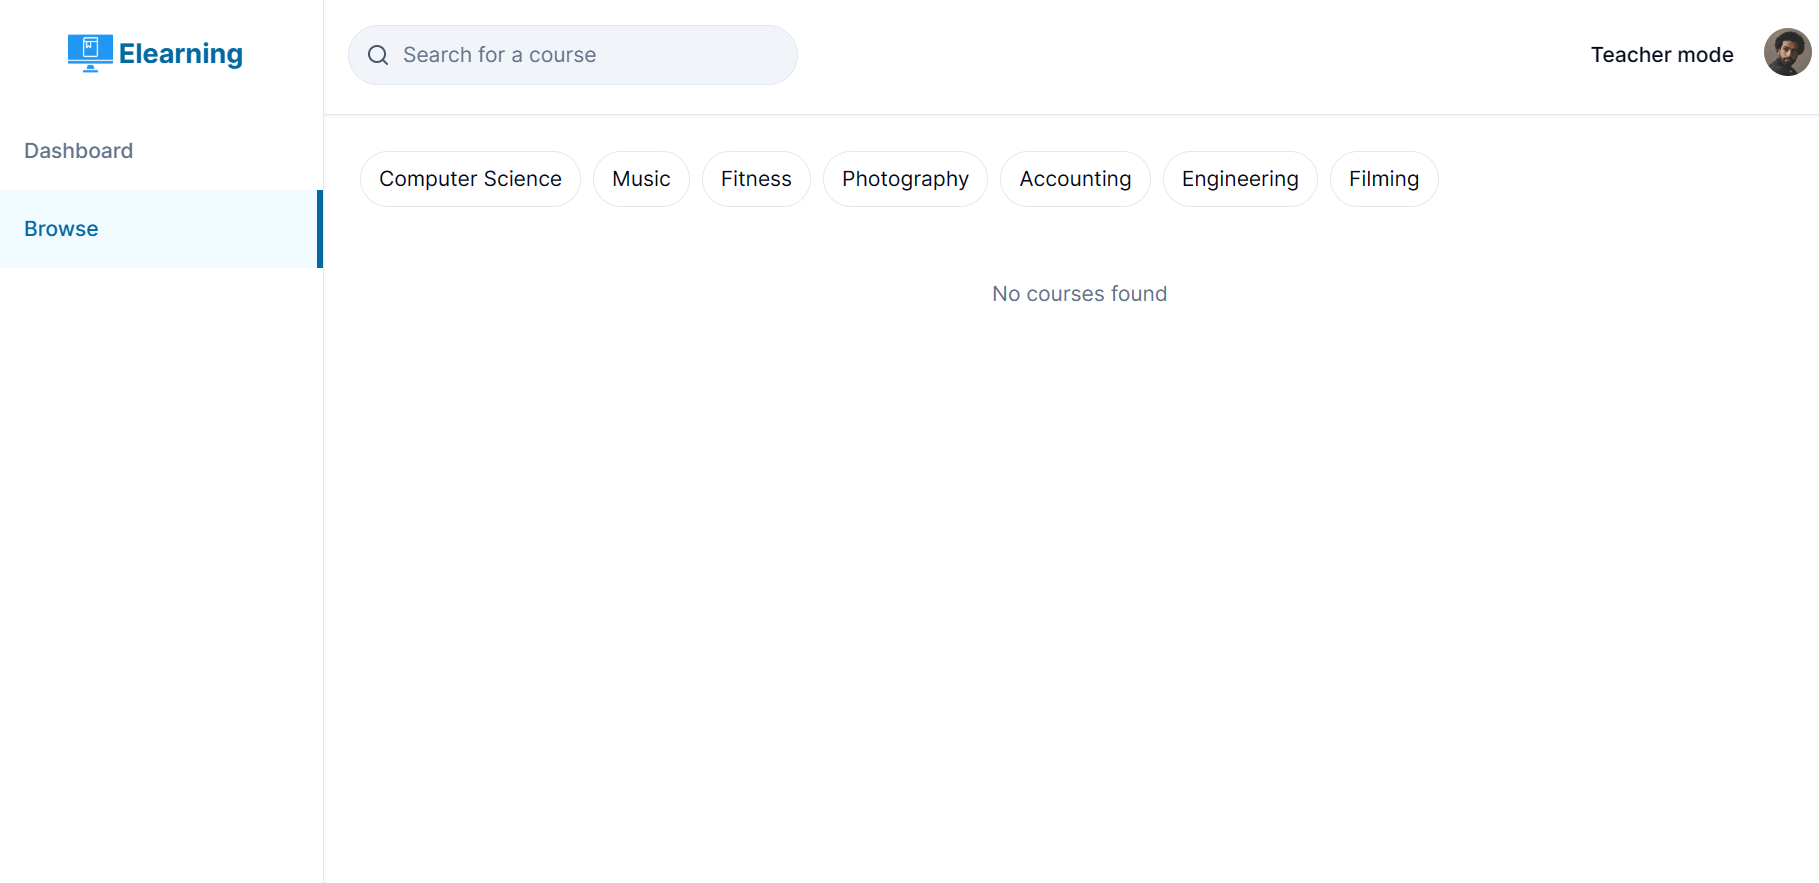 Elearning
Search for a course
Teacher mode
Dashboard
Browse
Computer Science
Music
Fitness
Photography
Accounting
Engineering
Filming
No courses found